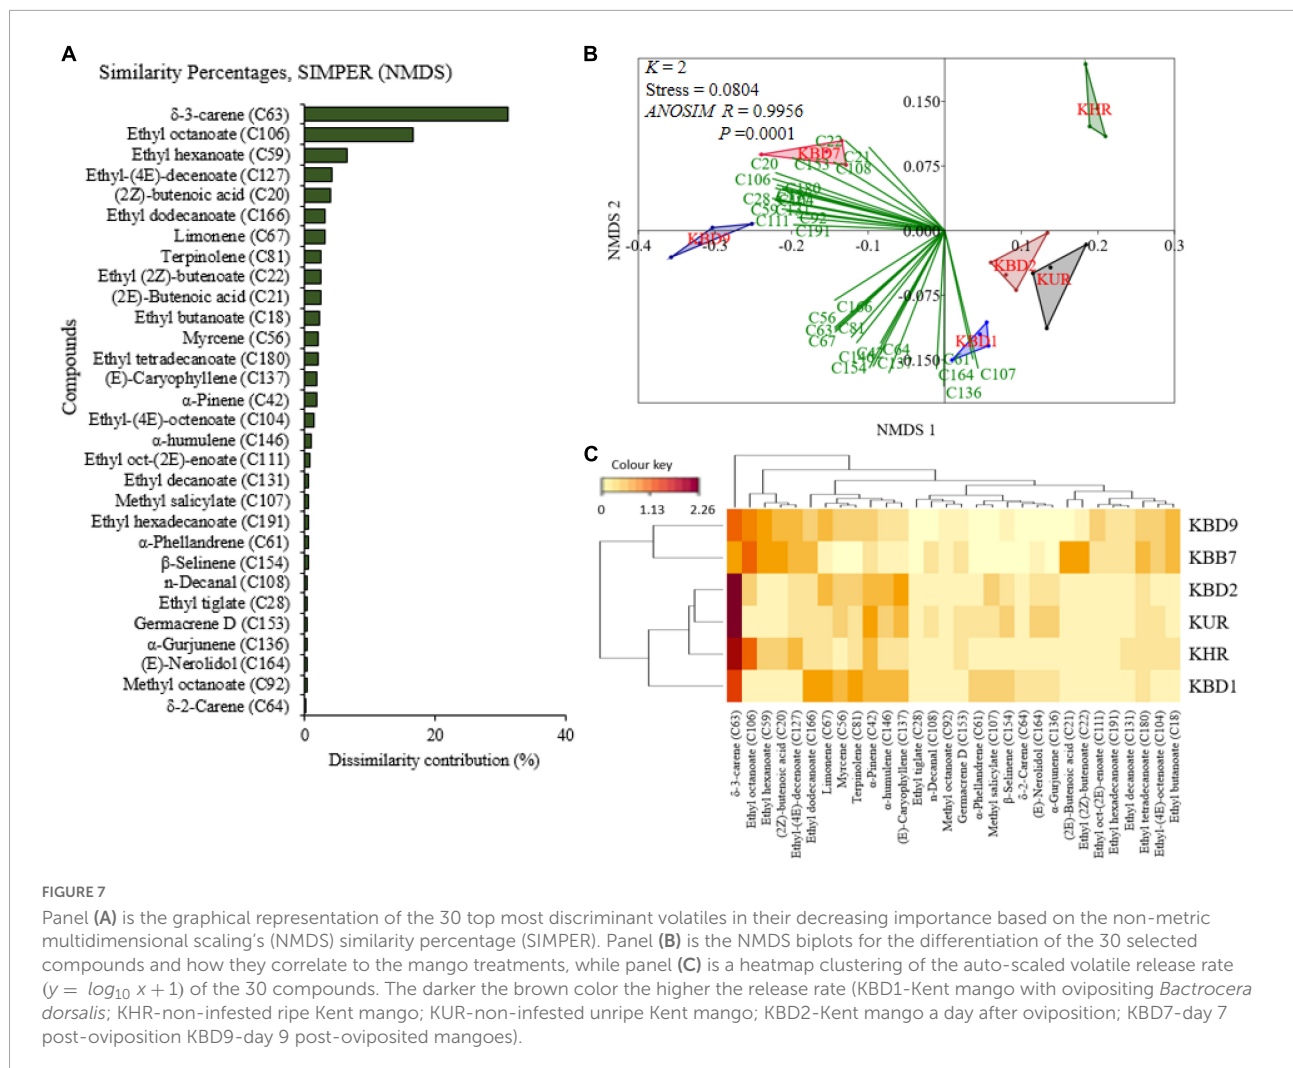 A
Similarity Percentages, SIMPER (NMDS)
Compounds
δ-3-carene (C63)
Ethyl octanoate (C106)
Ethyl hexanoate (C59)
Ethyl-(4E)-decenoate (C127)
(2Z)-butenoic acid (C20)
Ethyl dodecanoate (C166)
Limonene (C67)
Terpinolene (C81)
Ethyl (2Z)-butenoate (C22)
(2E)-Butenoic acid (C21)
Ethyl butanoate (C18)
Myrcene (C56)
Ethyl tetradecanoate (C180)
(E)-Caryophyllene (C137)
α-Pinene (C42)
Ethyl-(4E)-octenoate (C104)
α-humulene (C146)
Ethyl oct-(2E)-enoate (C111)
Ethyl decanoate (C131)
Methyl salicylate (C107)
Ethyl hexadecanoate (C191)
α-Phellandrene (C61)
β-Selinene (C154)
n-Decanal (C108)
Ethyl tiglate (C28)
Germacrene D (C153)
α-Gurjunene (C136)
(E)-Nerolidol (C164)
Methyl octanoate (C92)
δ-2-Carene (C64)
0 20 40
Dissimilarity contribution (%)
B
K = 2
Stress = 0.0804
ANOSIM R = 0.9956
P =0.0001
NMDS 2
0.150
0.075
0.000
-0.075
-0.150
-0.4 -0.3 -0.2 -0.1 0.1 0.2 0.3
NMDS 1
KHR
KBD7
KBD9
KBD2
KUR
KBD1
C22
C21
C20
C153
C108
C106
C180
C28
C59
C92
C111
C191
C166
C56
C63
C81
C67
C64
C154
C137
C61
C164
C107
C136
C
Colour key
0 1.13 2.26
KBD9
KBB7
KBD2
KUR
KHR
KBD1
δ-3-carene (C63)
Ethyl octanoate (C106)
Ethyl hexanoate (C59)
(2Z)-butenoic acid (C20)
Ethyl-(4E)-decenoate (C127)
Ethyl dodecanoate (C166)
Limonene (C67)
Myrcene (C56)
Terpinolene (C81)
α-Pinene (C42)
α-humulene (C146)
(E)-Caryophyllene (C137)
Ethyl tiglate (C28)
n-Decanal (C108)
Methyl octanoate (C92)
Germacrene D (C153)
α-Phellandrene (C61)
Methyl salicylate (C107)
β-Selinene (C154)
δ-2-Carene (C64)
(E)-Nerolidol (C164)
α-Gurjunene (C136)
(2E)-Butenoic acid (C21)
Ethyl (2Z)-butenoate (C22)
Ethyl oct-(2E)-enoate (C111)
Ethyl hexadecanoate (C191)
Ethyl decanoate (C131)
Ethyl tetradecanoate (C180)
Ethyl-(4E)-octenoate (C104)
Ethyl butanoate (C18)
FIGURE 7
Panel (A) is the graphical representation of the 30 top most discriminant volatiles in their decreasing importance based on the non-metric
multidimensional scaling's (NMDS) similarity percentage (SIMPER). Panel (B) is the NMDS biplots for the differentiation of the 30 selected
compounds and how they correlate to the mango treatments, while panel (C) is a heatmap clustering of the auto-scaled volatile release rate
(y = log10 x + 1) of the 30 compounds. The darker the brown color the higher the release rate (KBD1-Kent mango with ovipositing Bactrocera
dorsalis; KHR-non-infested ripe Kent mango; KUR-non-infested unripe Kent mango; KBD2-Kent mango a day after oviposition; KBD7-day 7
post-oviposition KBD9-day 9 post-oviposited mangoes).